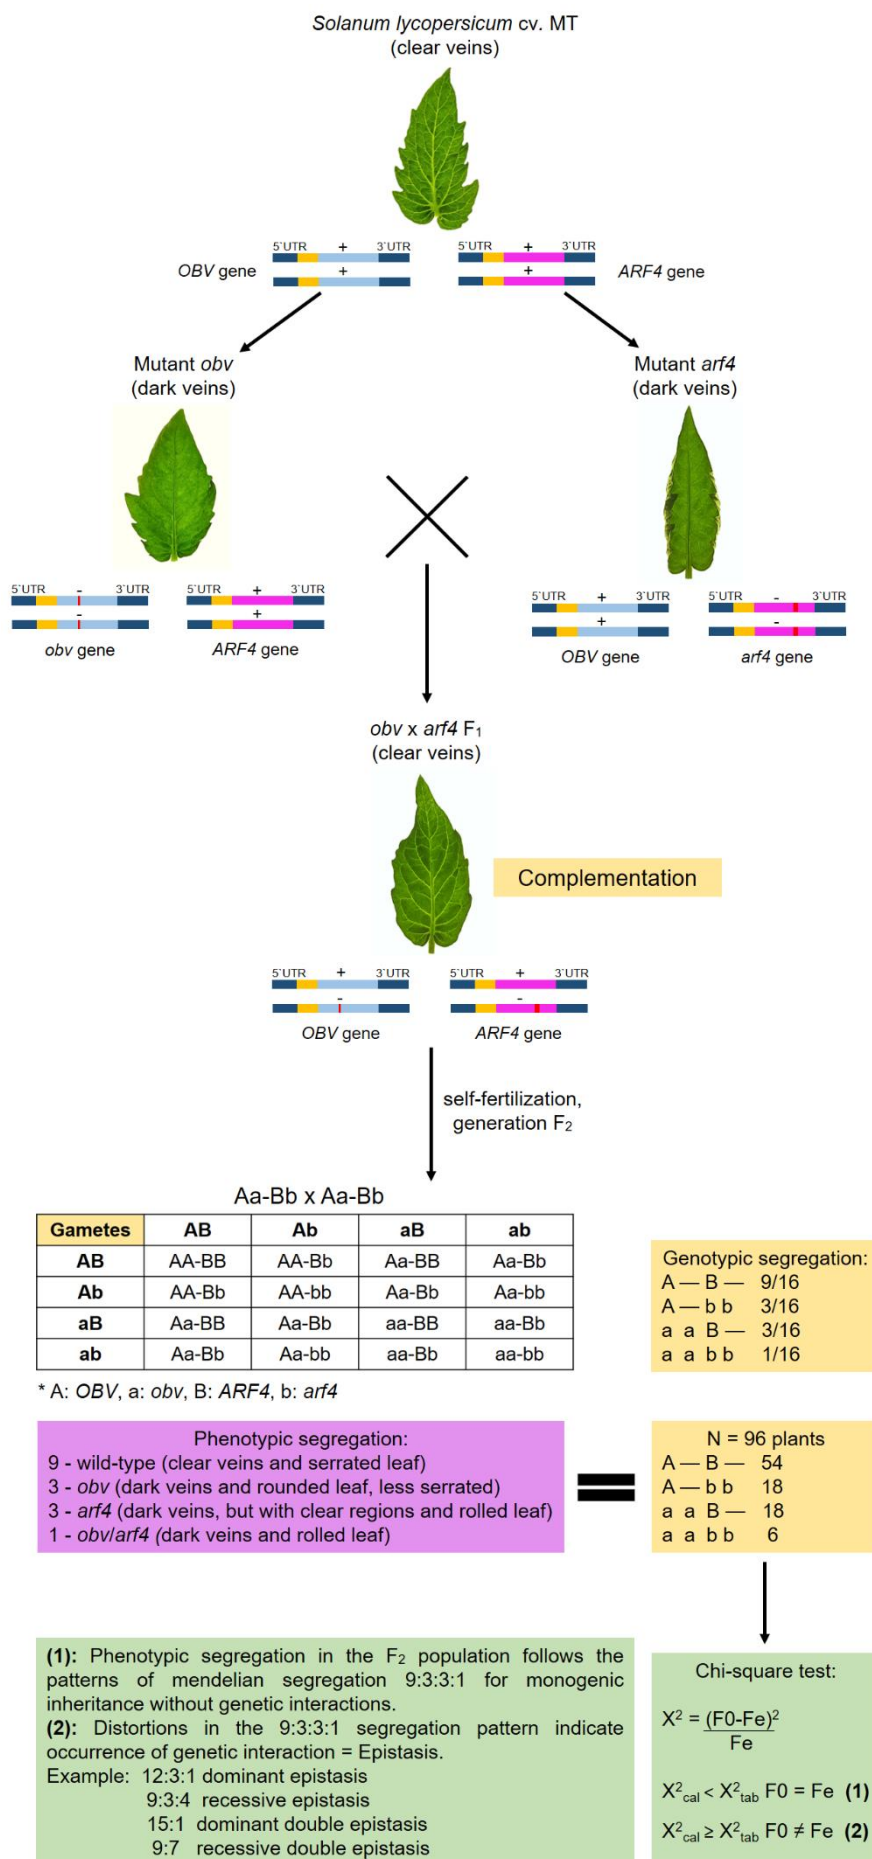 Solanum lycopersicum cv. MT
(clear veins)
5`UTR + 3`UTR
+
OBV gene
5`UTR + 3`UTR
+
ARF4 gene
Mutant obv
(dark veins)
Mutant arf4
(dark veins)
5`UTR - 3`UTR
-
obv gene
5`UTR + 3`UTR
+
ARF4 gene
5`UTR + 3`UTR
+
OBV gene
5`UTR - 3`UTR
-
arf4 gene
obv x arf4 F₁
(clear veins)
Complementation
5`UTR + 3`UTR
-
OBV gene
5`UTR + 3`UTR
-
ARF4 gene
self-fertilization,
generation F₂
Aa-Bb x Aa-Bb
Gametes AB Ab aB ab
AB AA-BB AA-Bb Aa-BB Aa-Bb
Ab AA-Bb AA-bb Aa-Bb Aa-bb
aB Aa-BB Aa-Bb aa-BB aa-Bb
ab Aa-Bb Aa-bb aa-Bb aa-bb
* A: OBV, a: obv, B: ARF4, b: arf4
Genotypic segregation:
A — B — 9/16
A — b b 3/16
a a B — 3/16
a a b b 1/16
Phenotypic segregation:
9 - wild-type (clear veins and serrated leaf)
3 - obv (dark veins and rounded leaf, less serrated)
3 - arf4 (dark veins, but with clear regions and rolled leaf)
1 - obv/arf4 (dark veins and rolled leaf)
=
N = 96 plants
A — B — 54
A — b b 18
a a B — 18
a a b b 6
(1): Phenotypic segregation in the F₂ population follows the
patterns of mendelian segregation 9:3:3:1 for monogenic
inheritance without genetic interactions.
(2): Distortions in the 9:3:3:1 segregation pattern indicate
occurrence of genetic interaction = Epistasis.
Example: 12:3:1 dominant epistasis
9:3:4 recessive epistasis
15:1 dominant double epistasis
9:7 recessive double epistasis
Chi-square test:
X² = (F0-Fe)²
Fe
X²cal < X²tab F0 = Fe (1)
X²cal ≥ X²tab F0 ≠ Fe (2)